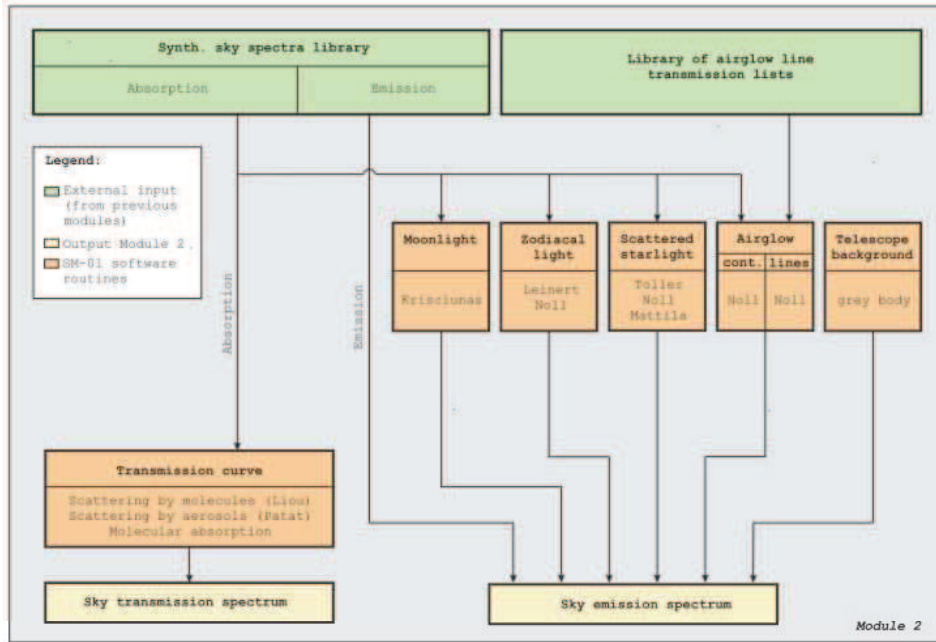 Synth. sky spectra library
Absorption
Emission
Library of airglow line
transmission lists
Legend:
External input
(from previous
modules)
Output Module 2
SM-01 software
routines
Absorption
Emission
Moonlight
Krisciunas
Zodiacal
light
Leinert
Noll
Scattered
starlight
Toller
Noll
Mattila
Airglow
cont. lines
Noll Noll
Telescope
background
grey body
Transmission curve
Scattering by molecules (Liou)
Scattering by aerosols (Patat)
Molecular absorption
Sky transmission spectrum
Sky emission spectrum
Module 2